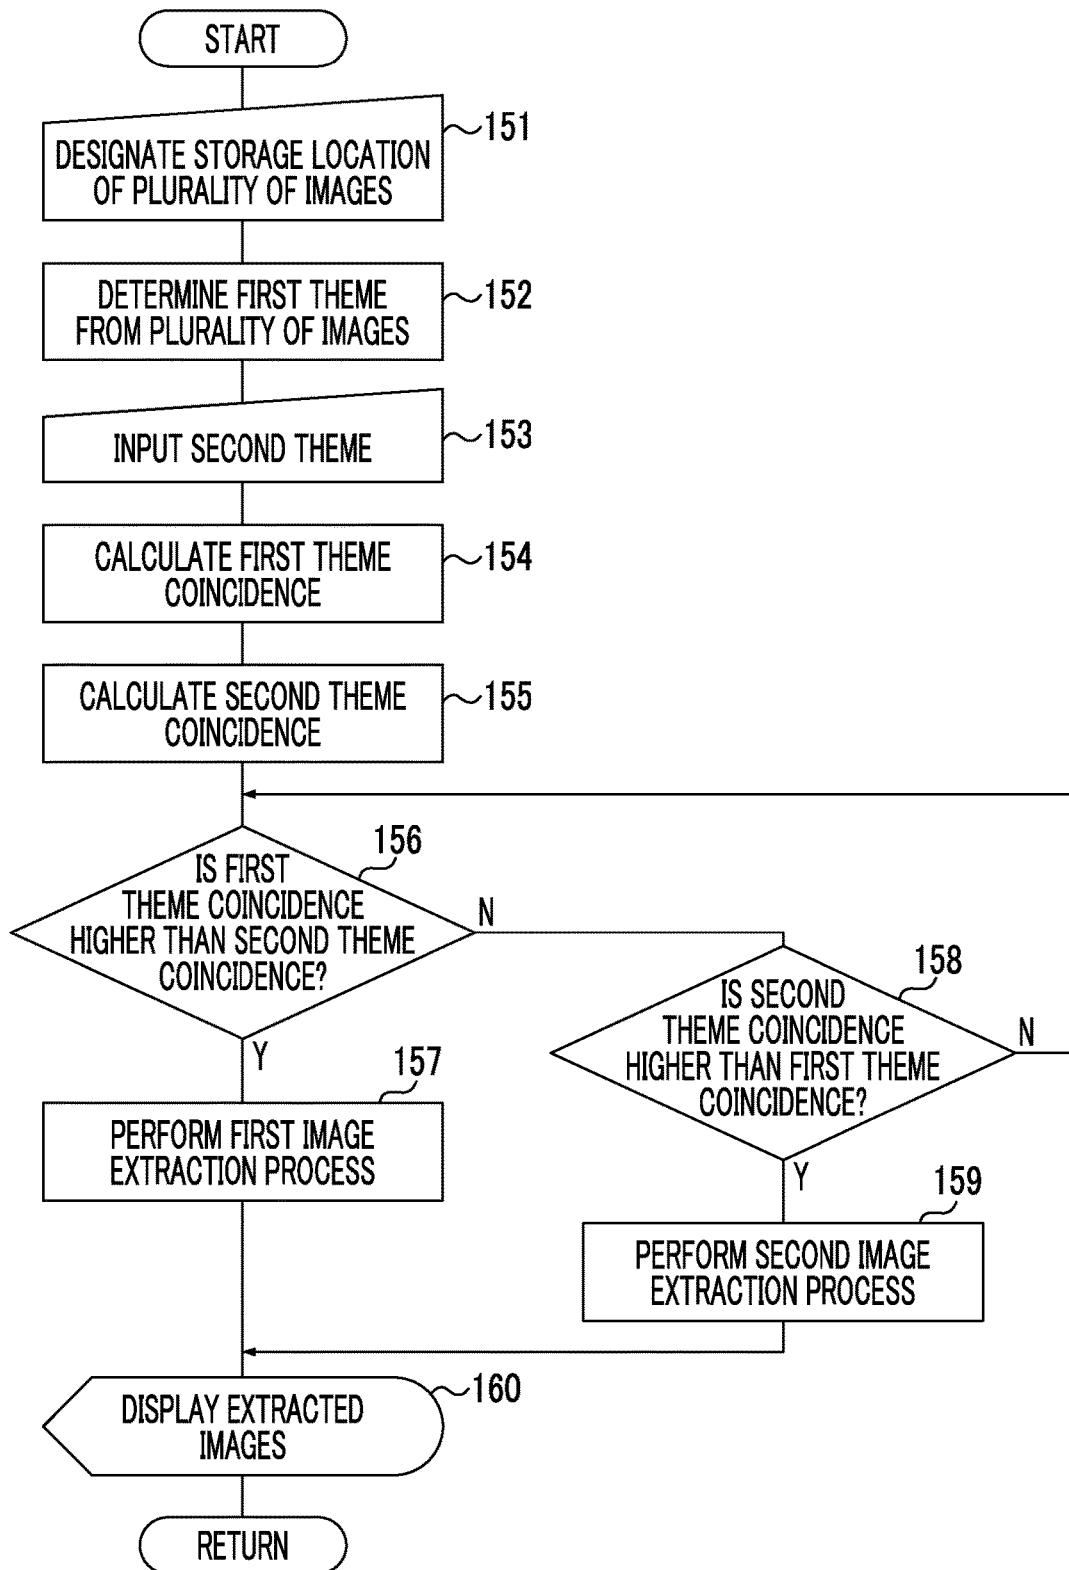 START
DESIGNATE STORAGE LOCATION
OF PLURALITY OF IMAGES
151
DETERMINE FIRST THEME
FROM PLURALITY OF IMAGES
152
INPUT SECOND THEME
153
CALCULATE FIRST THEME
COINCIDENCE
154
CALCULATE SECOND THEME
COINCIDENCE
155
156
IS FIRST
THEME COINCIDENCE
HIGHER THAN SECOND THEME
COINCIDENCE?
N
Y
158
IS SECOND
THEME COINCIDENCE
HIGHER THAN FIRST THEME
COINCIDENCE?
N
Y
157
PERFORM FIRST IMAGE
EXTRACTION PROCESS
159
PERFORM SECOND IMAGE
EXTRACTION PROCESS
160
DISPLAY EXTRACTED
IMAGES
RETURN